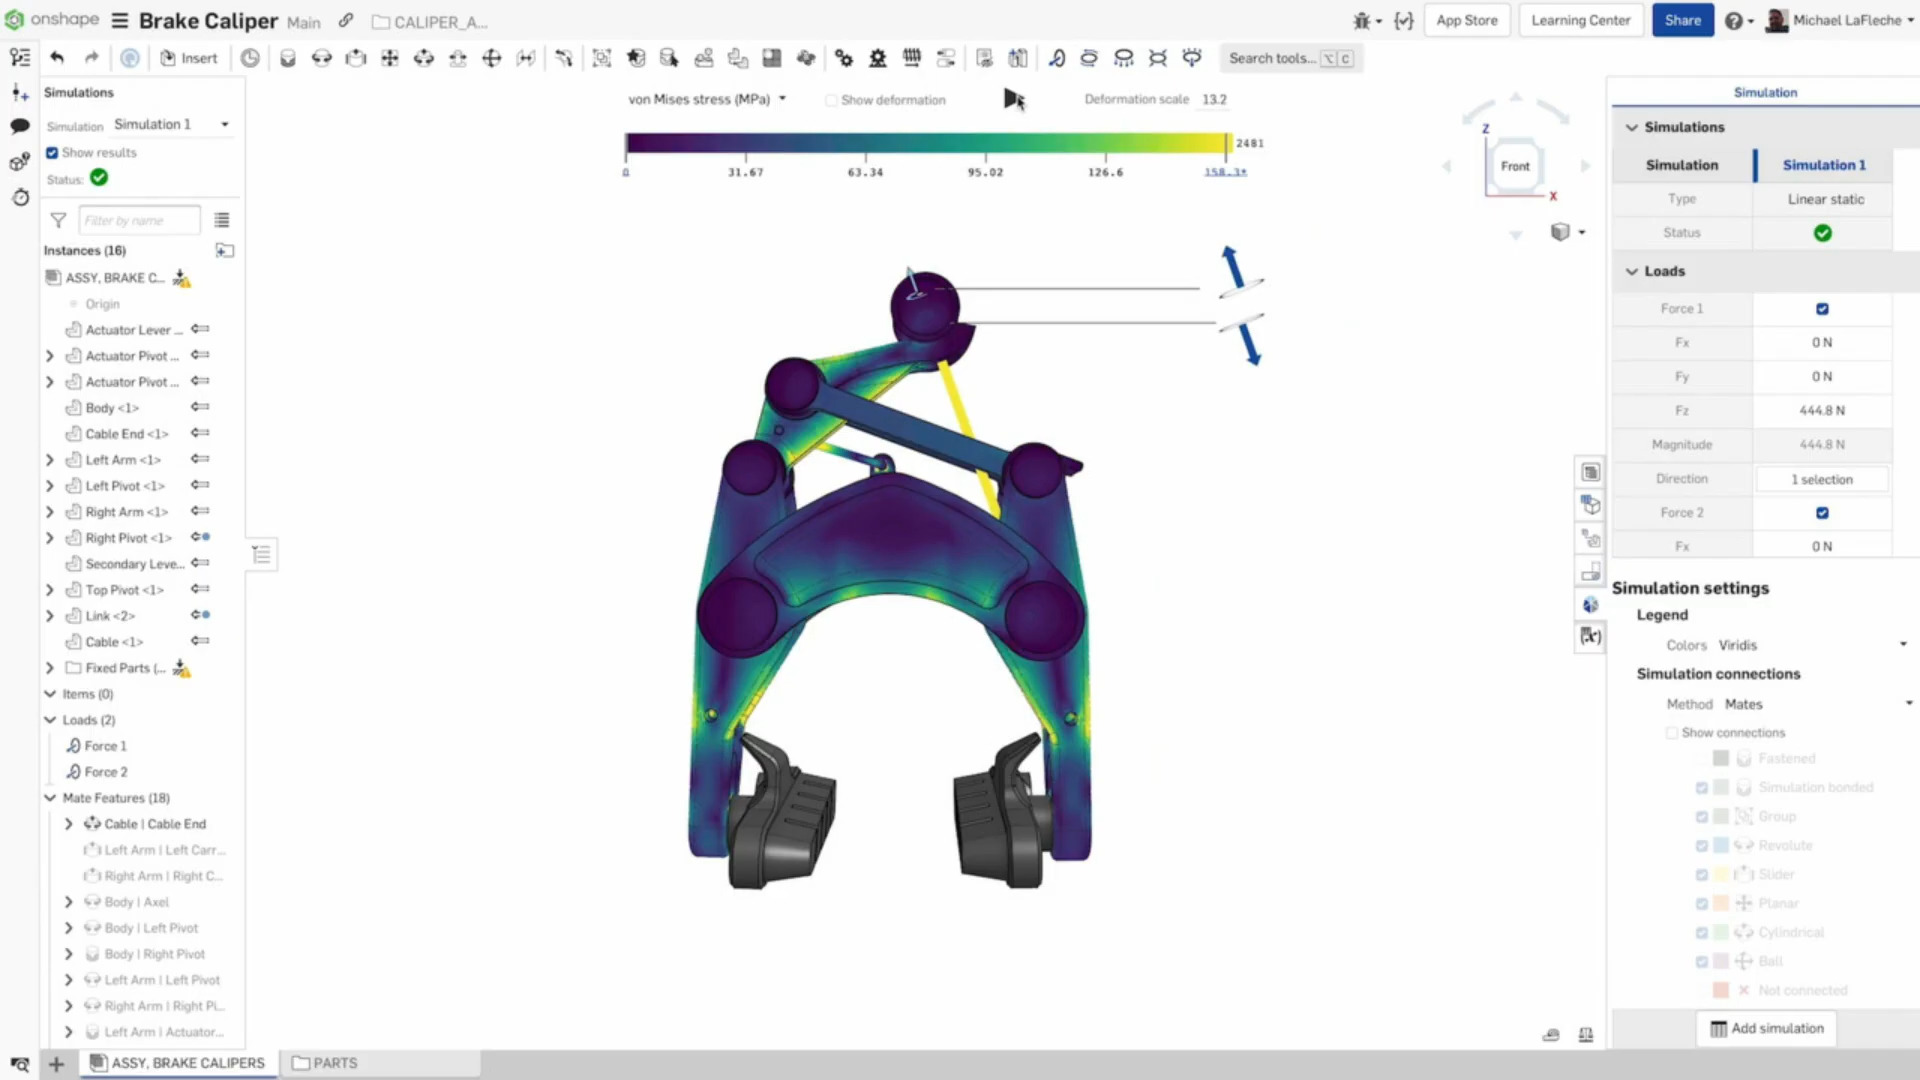 onshape
Brake Caliper Main
CALIPER_A...
App Store
Learning Center
Share
Michael LaFleche
Insert
Search tools... ⌥ C
Simulations
Simulation Simulation 1
Show results
Status:
Filter by name
Instances (16)
ASSY, BRAKE C...
Origin
Actuator Lever ...
Actuator Pivot ...
Actuator Pivot ...
Body <1>
Cable End <1>
Left Arm <1>
Left Pivot <1>
Right Arm <1>
Right Pivot <1>
Secondary Leve...
Top Pivot <1>
Link <2>
Cable <1>
Fixed Parts (...
Items (0)
Loads (2)
Force 1
Force 2
Mate Features (18)
Cable | Cable End
Left Arm | Left Carr...
Right Arm | Right C...
Body | Axel
Body | Left Pivot
Body | Right Pivot
Left Arm | Left Pivot
Right Arm | Right Pi...
Left Arm | Actuator...
von Mises stress (MPa)
Show deformation
Deformation scale 13.2
2481
0 31.67 63.34 95.02 126.6 158.3*
Z
Front
X
Simulation
Simulations
Simulation Simulation 1
Type Linear static
Status
Loads
Force 1
Fx 0 N
Fy 0 N
Fz 444.8 N
Magnitude 444.8 N
Direction 1 selection
Force 2
Fx 0 N
Simulation settings
Legend
Colors Viridis
Simulation connections
Method Mates
Show connections
Fastened
Simulation bonded
Group
Revolute
Slider
Planar
Cylindrical
Ball
Not connected
Add simulation
ASSY, BRAKE CALIPERS
PARTS